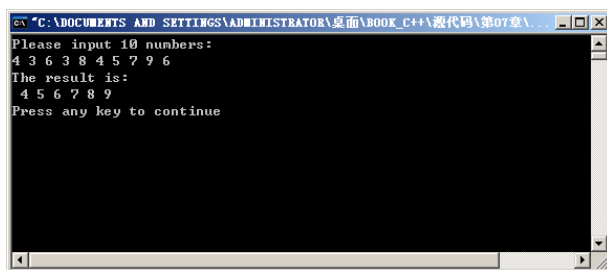 "C:\DOCUMENTS AND SETTINGS\ADMINISTRATOR\桌面\BOOK_C++\源代码\第07章\...
Please input 10 numbers:
4 3 6 3 8 4 5 7 9 6
The result is:
4 5 6 7 8 9
Press any key to continue